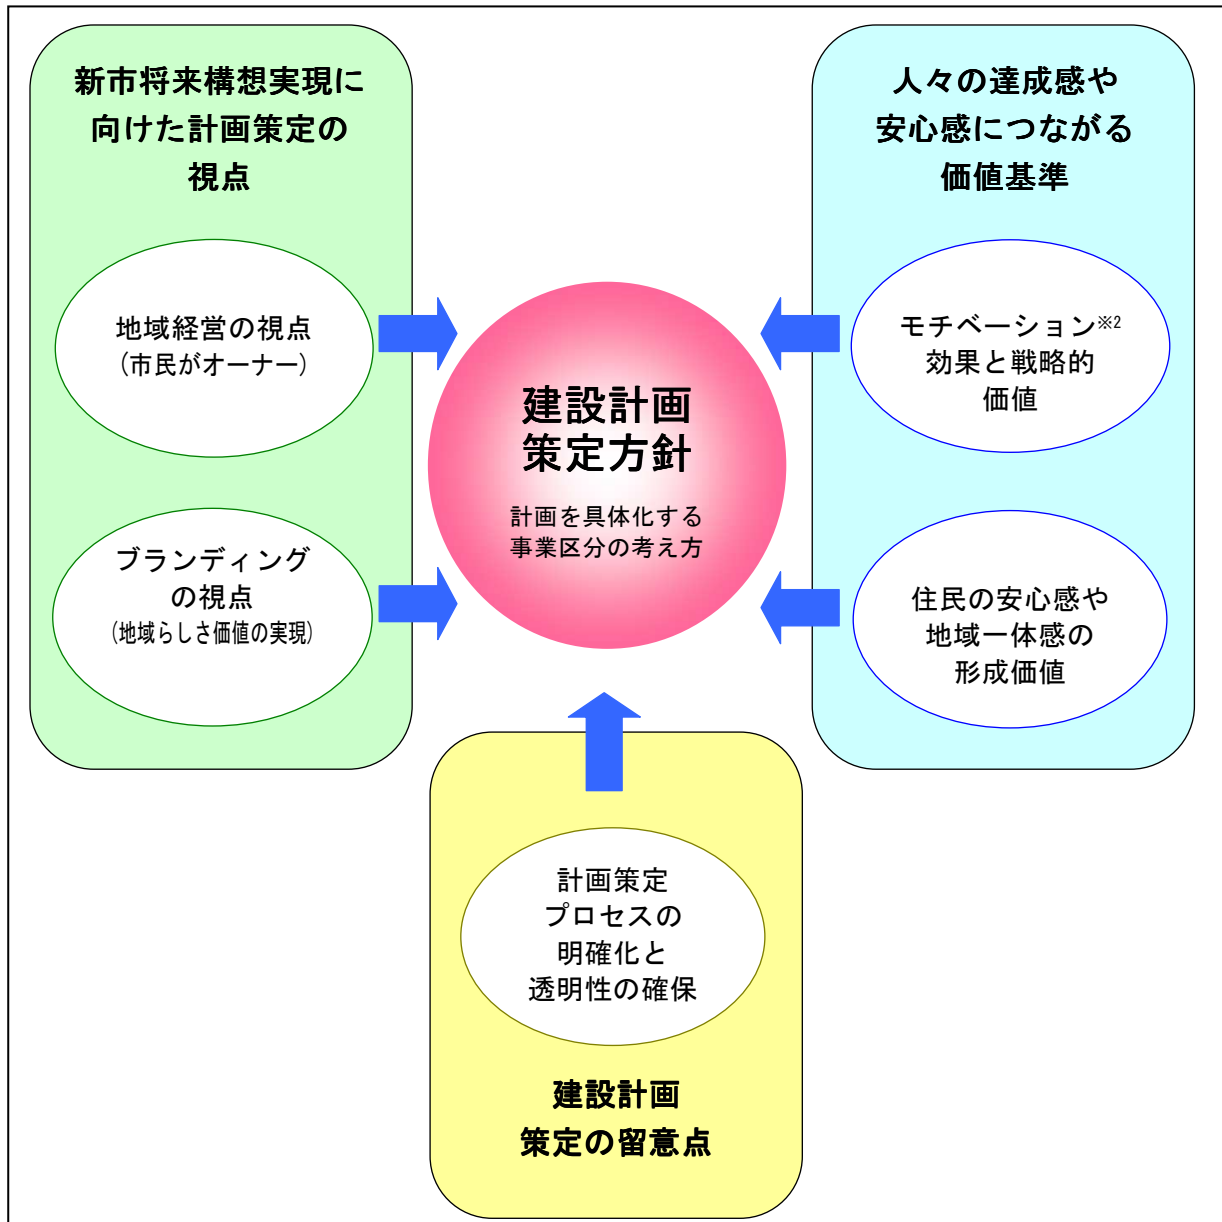 新市将来構想実現に
向けた計画策定の
視点
地域経営の視点
(市民がオーナー)
ブランディング
の視点
(地域らしさ価値の実現)
建設計画
策定方針
計画を具体化する
事業区分の考え方
人々の達成感や
安心感につながる
価値基準
モチベーション※2
効果と戦略的
価値
住民の安心感や
地域一体感の
形成価値
計画策定
プロセスの
明確化と
透明性の確保
建設計画
策定の留意点